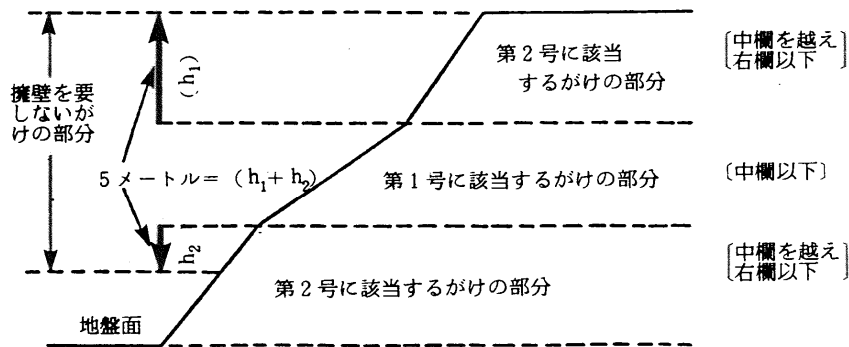 擁壁を要
しないが
けの部分
(h₁)
5メートル＝(h₁+h₂)
h₂
地盤面
第2号に該当
するがけの部分
第1号に該当するがけの部分
第2号に該当するがけの部分
〔中欄を越え
右欄以下〕
〔中欄以下〕
〔中欄を越え
右欄以下〕